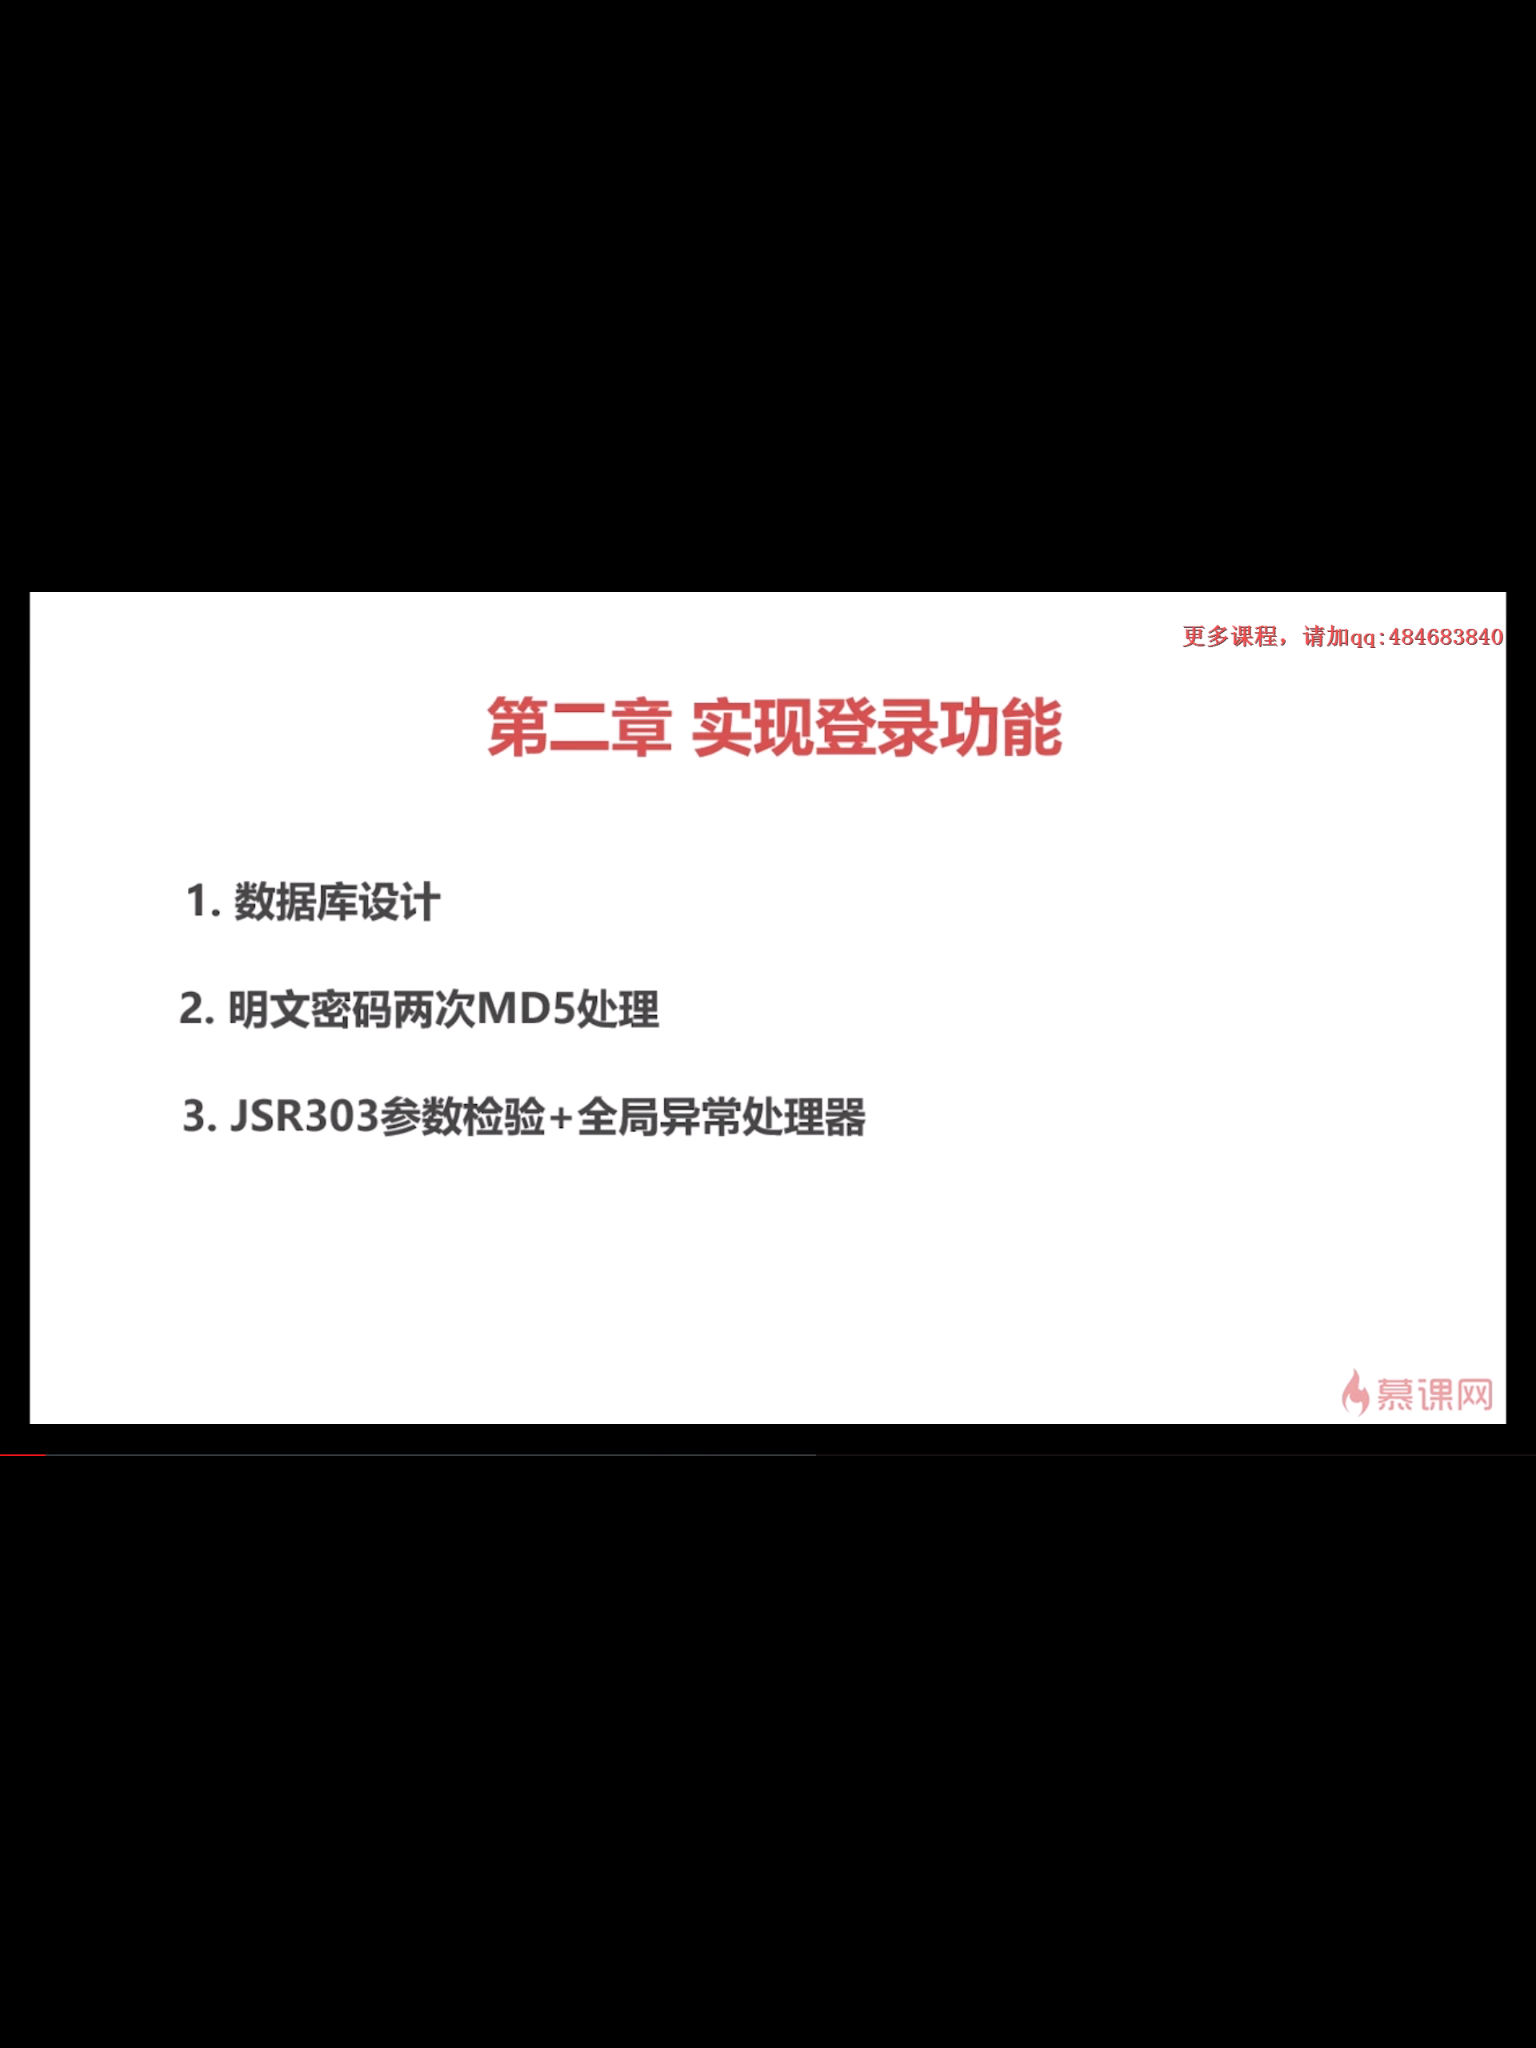 更多课程，请加qq:484683840
第二章 实现登录功能
1. 数据库设计
2. 明文密码两次MD5处理
3. JSR303参数检验+全局异常处理器
慕课网